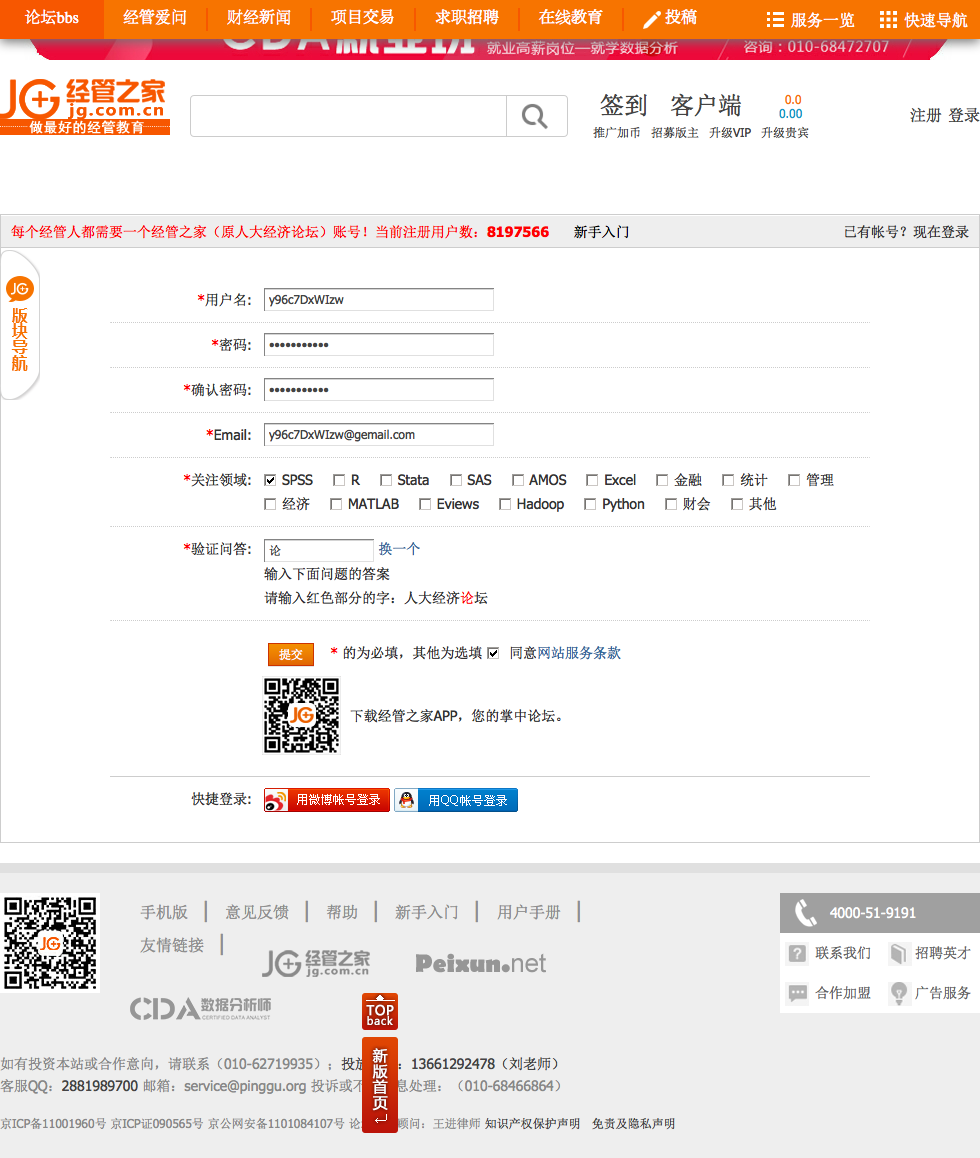 论坛bbs 经管爱问 财经新闻 项目交易 求职招聘 在线教育 投稿 服务一览 快速导航
就业高薪岗位—就学数据分析 咨询：010-68472707
JG 经管之家
jg.com.cn
做最好的经管教育
签到 客户端 0.0
0.00
推广加币 招募版主 升级VIP 升级贵宾
注册 登录
每个经管人都需要一个经管之家（原人大经济论坛）账号！当前注册用户数：8197566 新手入门 已有帐号？现在登录
JG
版块导航
*用户名: y96c7DxWIzw
*密码: •••••••••••
*确认密码: •••••••••••
*Email: y96c7DxWIzw@gemail.com
*关注领域: SPSS R Stata SAS AMOS Excel 金融 统计 管理
经济 MATLAB Eviews Hadoop Python 财会 其他
*验证问答: 论 换一个
输入下面问题的答案
请输入红色部分的字：人大经济论坛
提交 * 的为必填，其他为选填 同意网站服务条款
JG
下载经管之家APP，您的掌中论坛。
快捷登录: 用微博帐号登录 用QQ帐号登录
JG
手机版 | 意见反馈 | 帮助 | 新手入门 | 用户手册 |
友情链接 |
JG 经管之家
jg.com.cn
Peixun.net
CDA 数据分析师
CERTIFIED DATA ANALYST
4000-51-9191
联系我们 招聘英才
合作加盟 广告服务
TOP
back
新版首页
如有投资本站或合作意向，请联系（010-62719935）；投放 ：13661292478（刘老师）
客服QQ：2881989700 邮箱：service@pinggu.org 投诉或不 息处理：（010-68466864）
京ICP备11001960号 京ICP证090565号 京公网安备1101084107号 论 顾问：王进律师 知识产权保护声明 免责及隐私声明